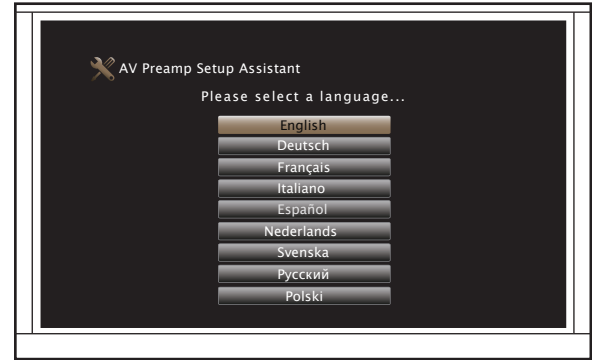 AV Preamp Setup Assistant
Please select a language...
English
Deutsch
Français
Italiano
Español
Nederlands
Svenska
Русский
Polski